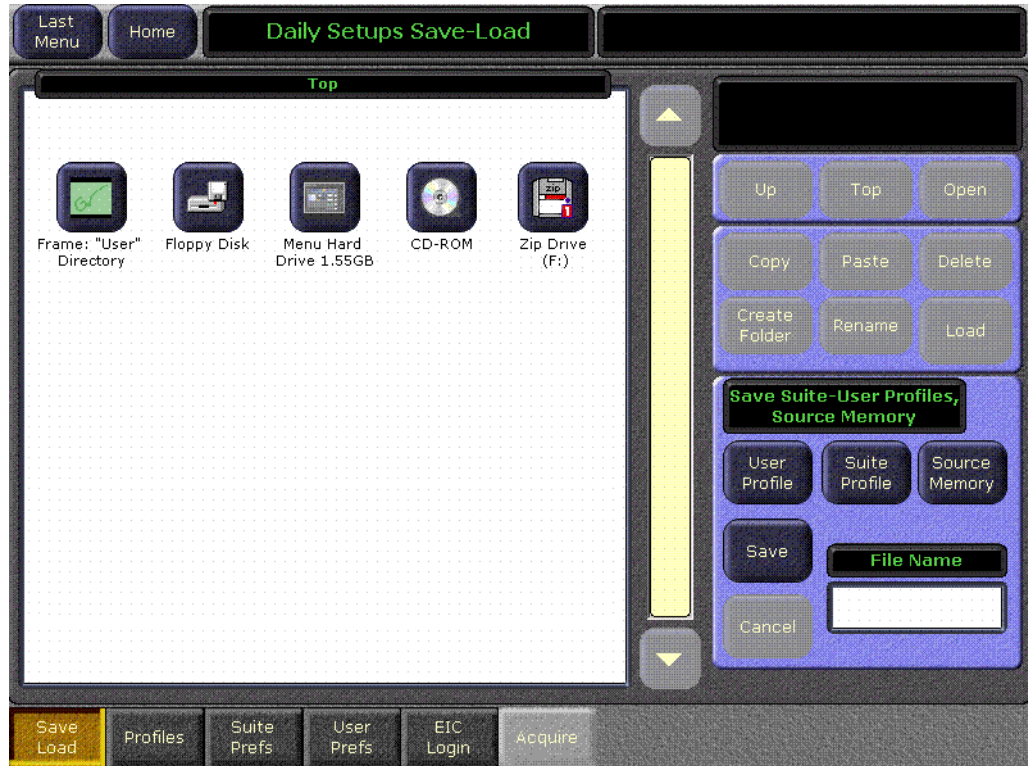 Last
Menu
Home
Daily Setups Save-Load
Top
Frame: "User"
Directory
Floppy Disk
Menu Hard
Drive 1.55GB
CD-ROM
zip
1
Zip Drive
(F:)
Up
Top
Open
Copy
Paste
Delete
Create
Folder
Rename
Load
Save Suite-User Profiles,
Source Memory
User
Profile
Suite
Profile
Source
Memory
Save
File Name
Cancel
Save
Load
Profiles
Suite
Prefs
User
Prefs
EIC
Login
Acquire